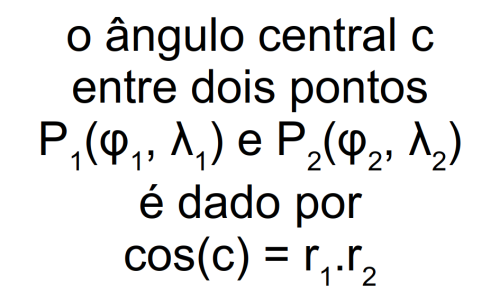 o ângulo central c
entre dois pontos
P₁(φ₁, λ₁) e P₂(φ₂, λ₂)
é dado por
cos(c) = r₁.r₂